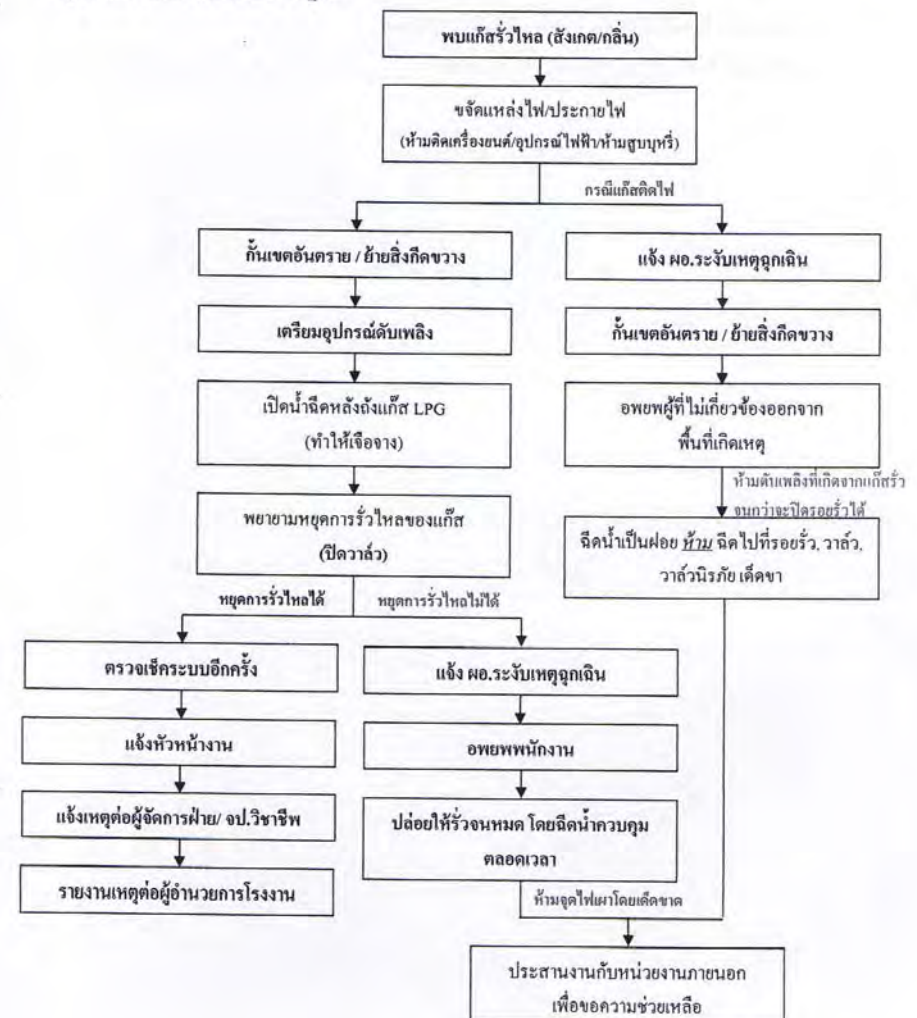 พบแก๊สรั่วไหล (สังเกต/กลิ่น)
ขจัดแหล่งไฟ/ประกายไฟ
(ห้ามติดเครื่องยนต์/อุปกรณ์ไฟฟ้า/ห้ามสูบบุหรี่)
กรณีแก๊สติดไฟ
กั้นเขตอันตราย / ย้ายสิ่งกีดขวาง
เตรียมอุปกรณ์ดับเพลิง
เปิดน้ำฉีดหลังถังแก๊ส LPG
(ทำให้เจือจาง)
พยายามหยุดการรั่วไหลของแก๊ส
(ปิดวาล์ว)
แจ้ง ผอ.ระงับเหตุฉุกเฉิน
กั้นเขตอันตราย / ย้ายสิ่งกีดขวาง
อพยพผู้ที่ไม่เกี่ยวข้องออกจาก
พื้นที่เกิดเหตุ
ห้ามดับเพลิงที่เกิดจากแก๊สรั่ว
จนกว่าจะปิดรอยรั่วได้
ฉีดน้ำเป็นฝอย ห้าม ฉีดไปที่รอยรั่ว, วาล์ว,
วาล์วนิรภัย เด็ดขา
หยุดการรั่วไหลได้
หยุดการรั่วไหลไม่ได้
ตรวจเช็คระบบอีกครั้ง
แจ้งหัวหน้างาน
แจ้งเหตุต่อผู้จัดการฝ่าย/ จป.วิชาชีพ
รายงานเหตุต่อผู้อำนวยการโรงงาน
แจ้ง ผอ.ระงับเหตุฉุกเฉิน
อพยพพนักงาน
ปล่อยให้รั่วจนหมด โดยฉีดน้ำควบคุม
ตลอดเวลา
ห้ามจุดไฟเผาโดยเด็ดขาด
ประสานงานกับหน่วยงานภายนอก
เพื่อขอความช่วยเหลือ